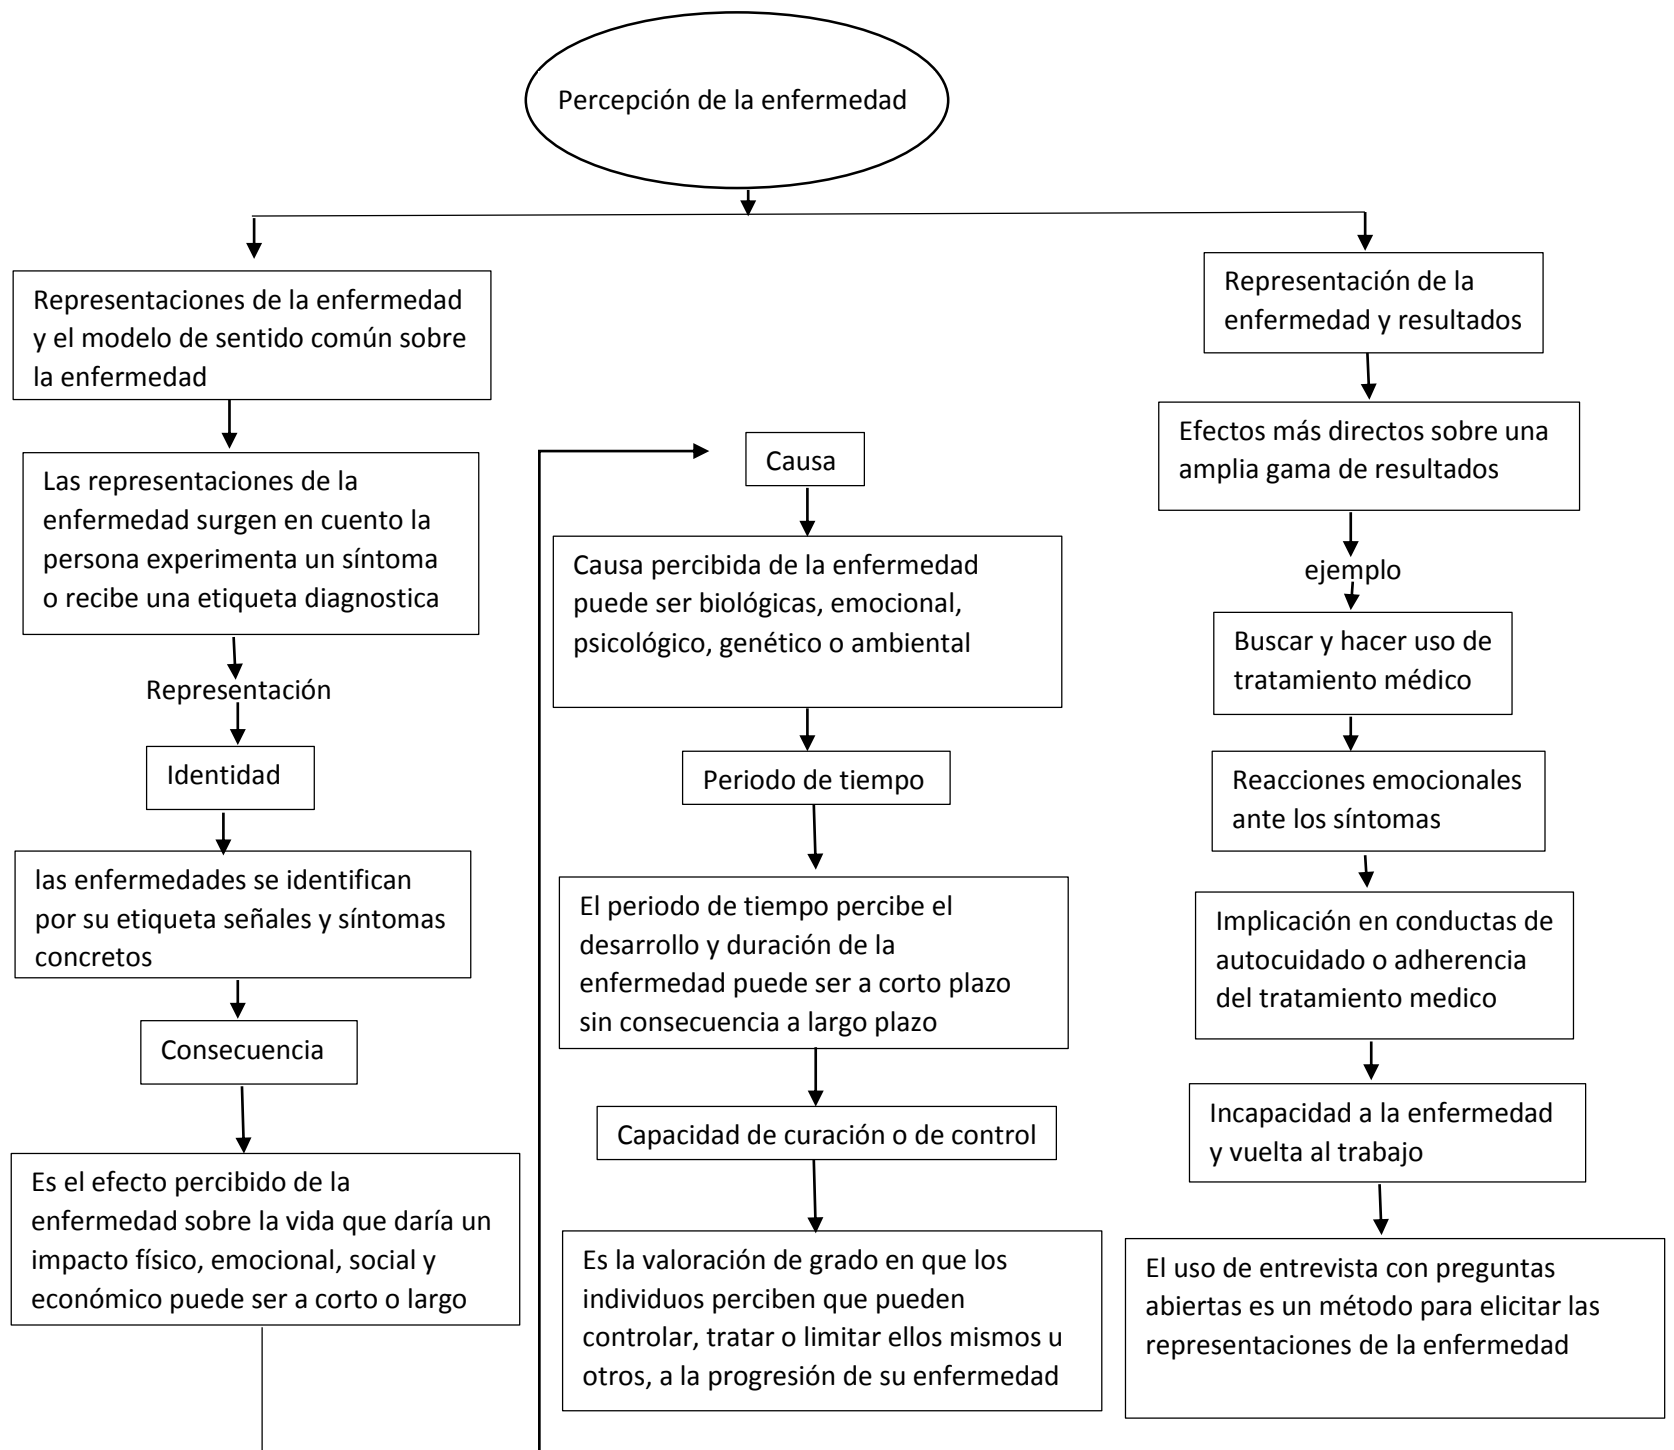 Percepción de la enfermedad
Representaciones de la enfermedad
y el modelo de sentido común sobre
la enfermedad
Las representaciones de la
enfermedad surgen en cuento la
persona experimenta un síntoma
o recibe una etiqueta diagnostica
Representación
Identidad
las enfermedades se identifican
por su etiqueta señales y síntomas
concretos
Consecuencia
Es el efecto percibido de la
enfermedad sobre la vida que daría un
impacto físico, emocional, social y
económico puede ser a corto o largo
Causa
Causa percibida de la enfermedad
puede ser biológicas, emocional,
psicológico, genético o ambiental
Periodo de tiempo
El periodo de tiempo percibe el
desarrollo y duración de la
enfermedad puede ser a corto plazo
sin consecuencia a largo plazo
Capacidad de curación o de control
Es la valoración de grado en que los
individuos perciben que pueden
controlar, tratar o limitar ellos mismos u
otros, a la progresión de su enfermedad
Representación de la
enfermedad y resultados
Efectos más directos sobre una
amplia gama de resultados
ejemplo
Buscar y hacer uso de
tratamiento médico
Reacciones emocionales
ante los síntomas
Implicación en conductas de
autocuidado o adherencia
del tratamiento medico
Incapacidad a la enfermedad
y vuelta al trabajo
El uso de entrevista con preguntas
abiertas es un método para elicitar las
representaciones de la enfermedad